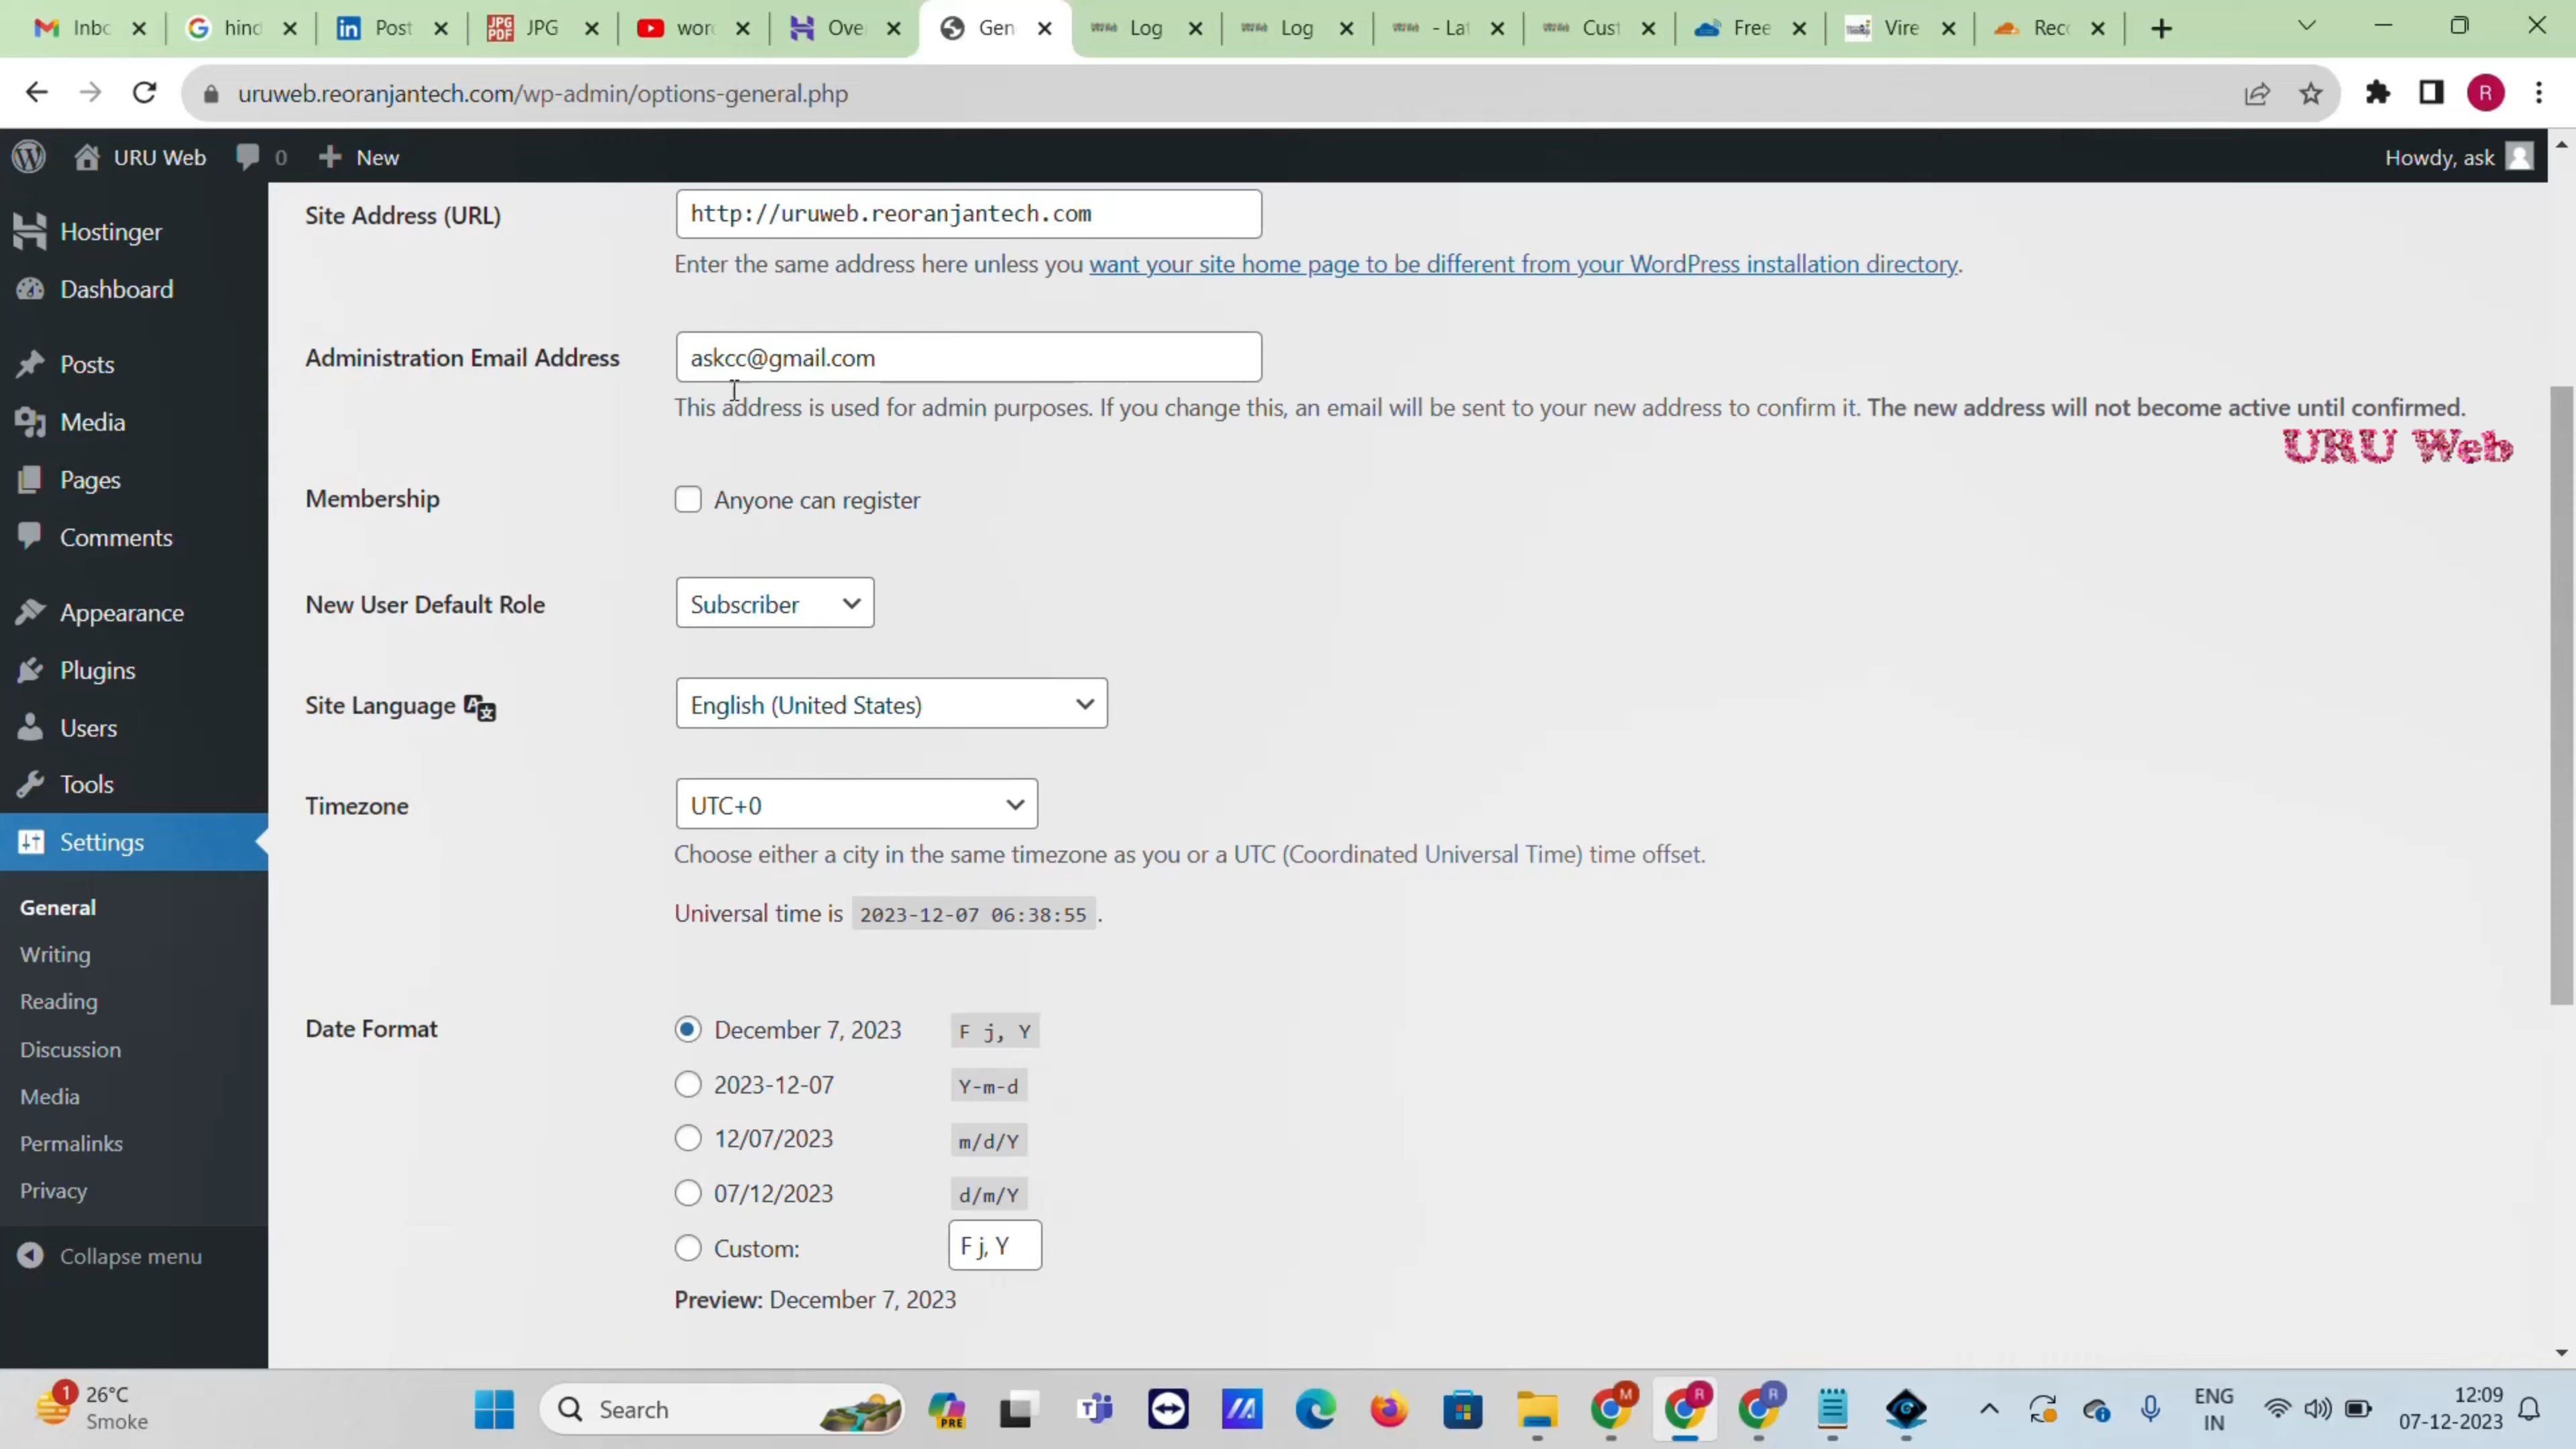 Inbo
hind
Post
JPG
wor
Ove
Gen
Log
Log
- Lat
Cust
Free
Vire
Reco
uruweb.reoranjantech.com/wp-admin/options-general.php
R
URU Web
0
New
Howdy, ask
Hostinger
Dashboard
Posts
Media
Pages
Comments
Appearance
Plugins
Users
Tools
Settings
General
Writing
Reading
Discussion
Media
Permalinks
Privacy
Collapse menu
Site Address (URL)
http://uruweb.reoranjantech.com
Enter the same address here unless you want your site home page to be different from your WordPress installation directory.
Administration Email Address
askcc@gmail.com
This address is used for admin purposes. If you change this, an email will be sent to your new address to confirm it. The new address will not become active until confirmed.
URU Web
Membership
Anyone can register
New User Default Role
Subscriber
Site Language
English (United States)
Timezone
UTC+0
Choose either a city in the same timezone as you or a UTC (Coordinated Universal Time) time offset.
Universal time is 2023-12-07 06:38:55 .
Date Format
December 7, 2023 F j, Y
2023-12-07 Y-m-d
12/07/2023 m/d/Y
07/12/2023 d/m/Y
Custom: F j, Y
Preview: December 7, 2023
1
26°C
Smoke
Search
PRE
M
R
R
ENG
IN
12:09
07-12-2023